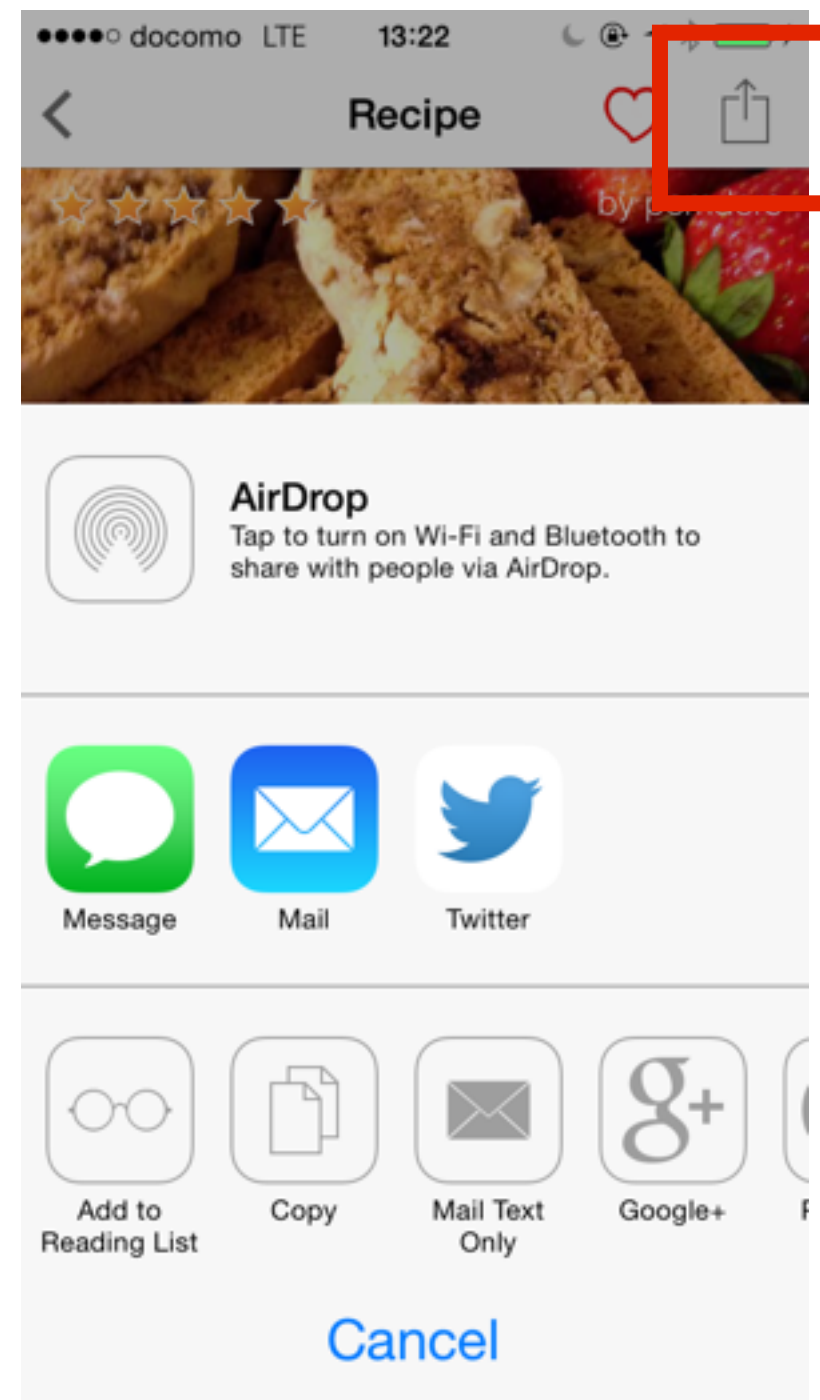 docomo LTE 13:22
Recipe
by
AirDrop
Tap to turn on Wi-Fi and Bluetooth to
share with people via AirDrop.
Message Mail Twitter
g+
Add to Reading List
Copy
Mail Text Only
Google+
Cancel